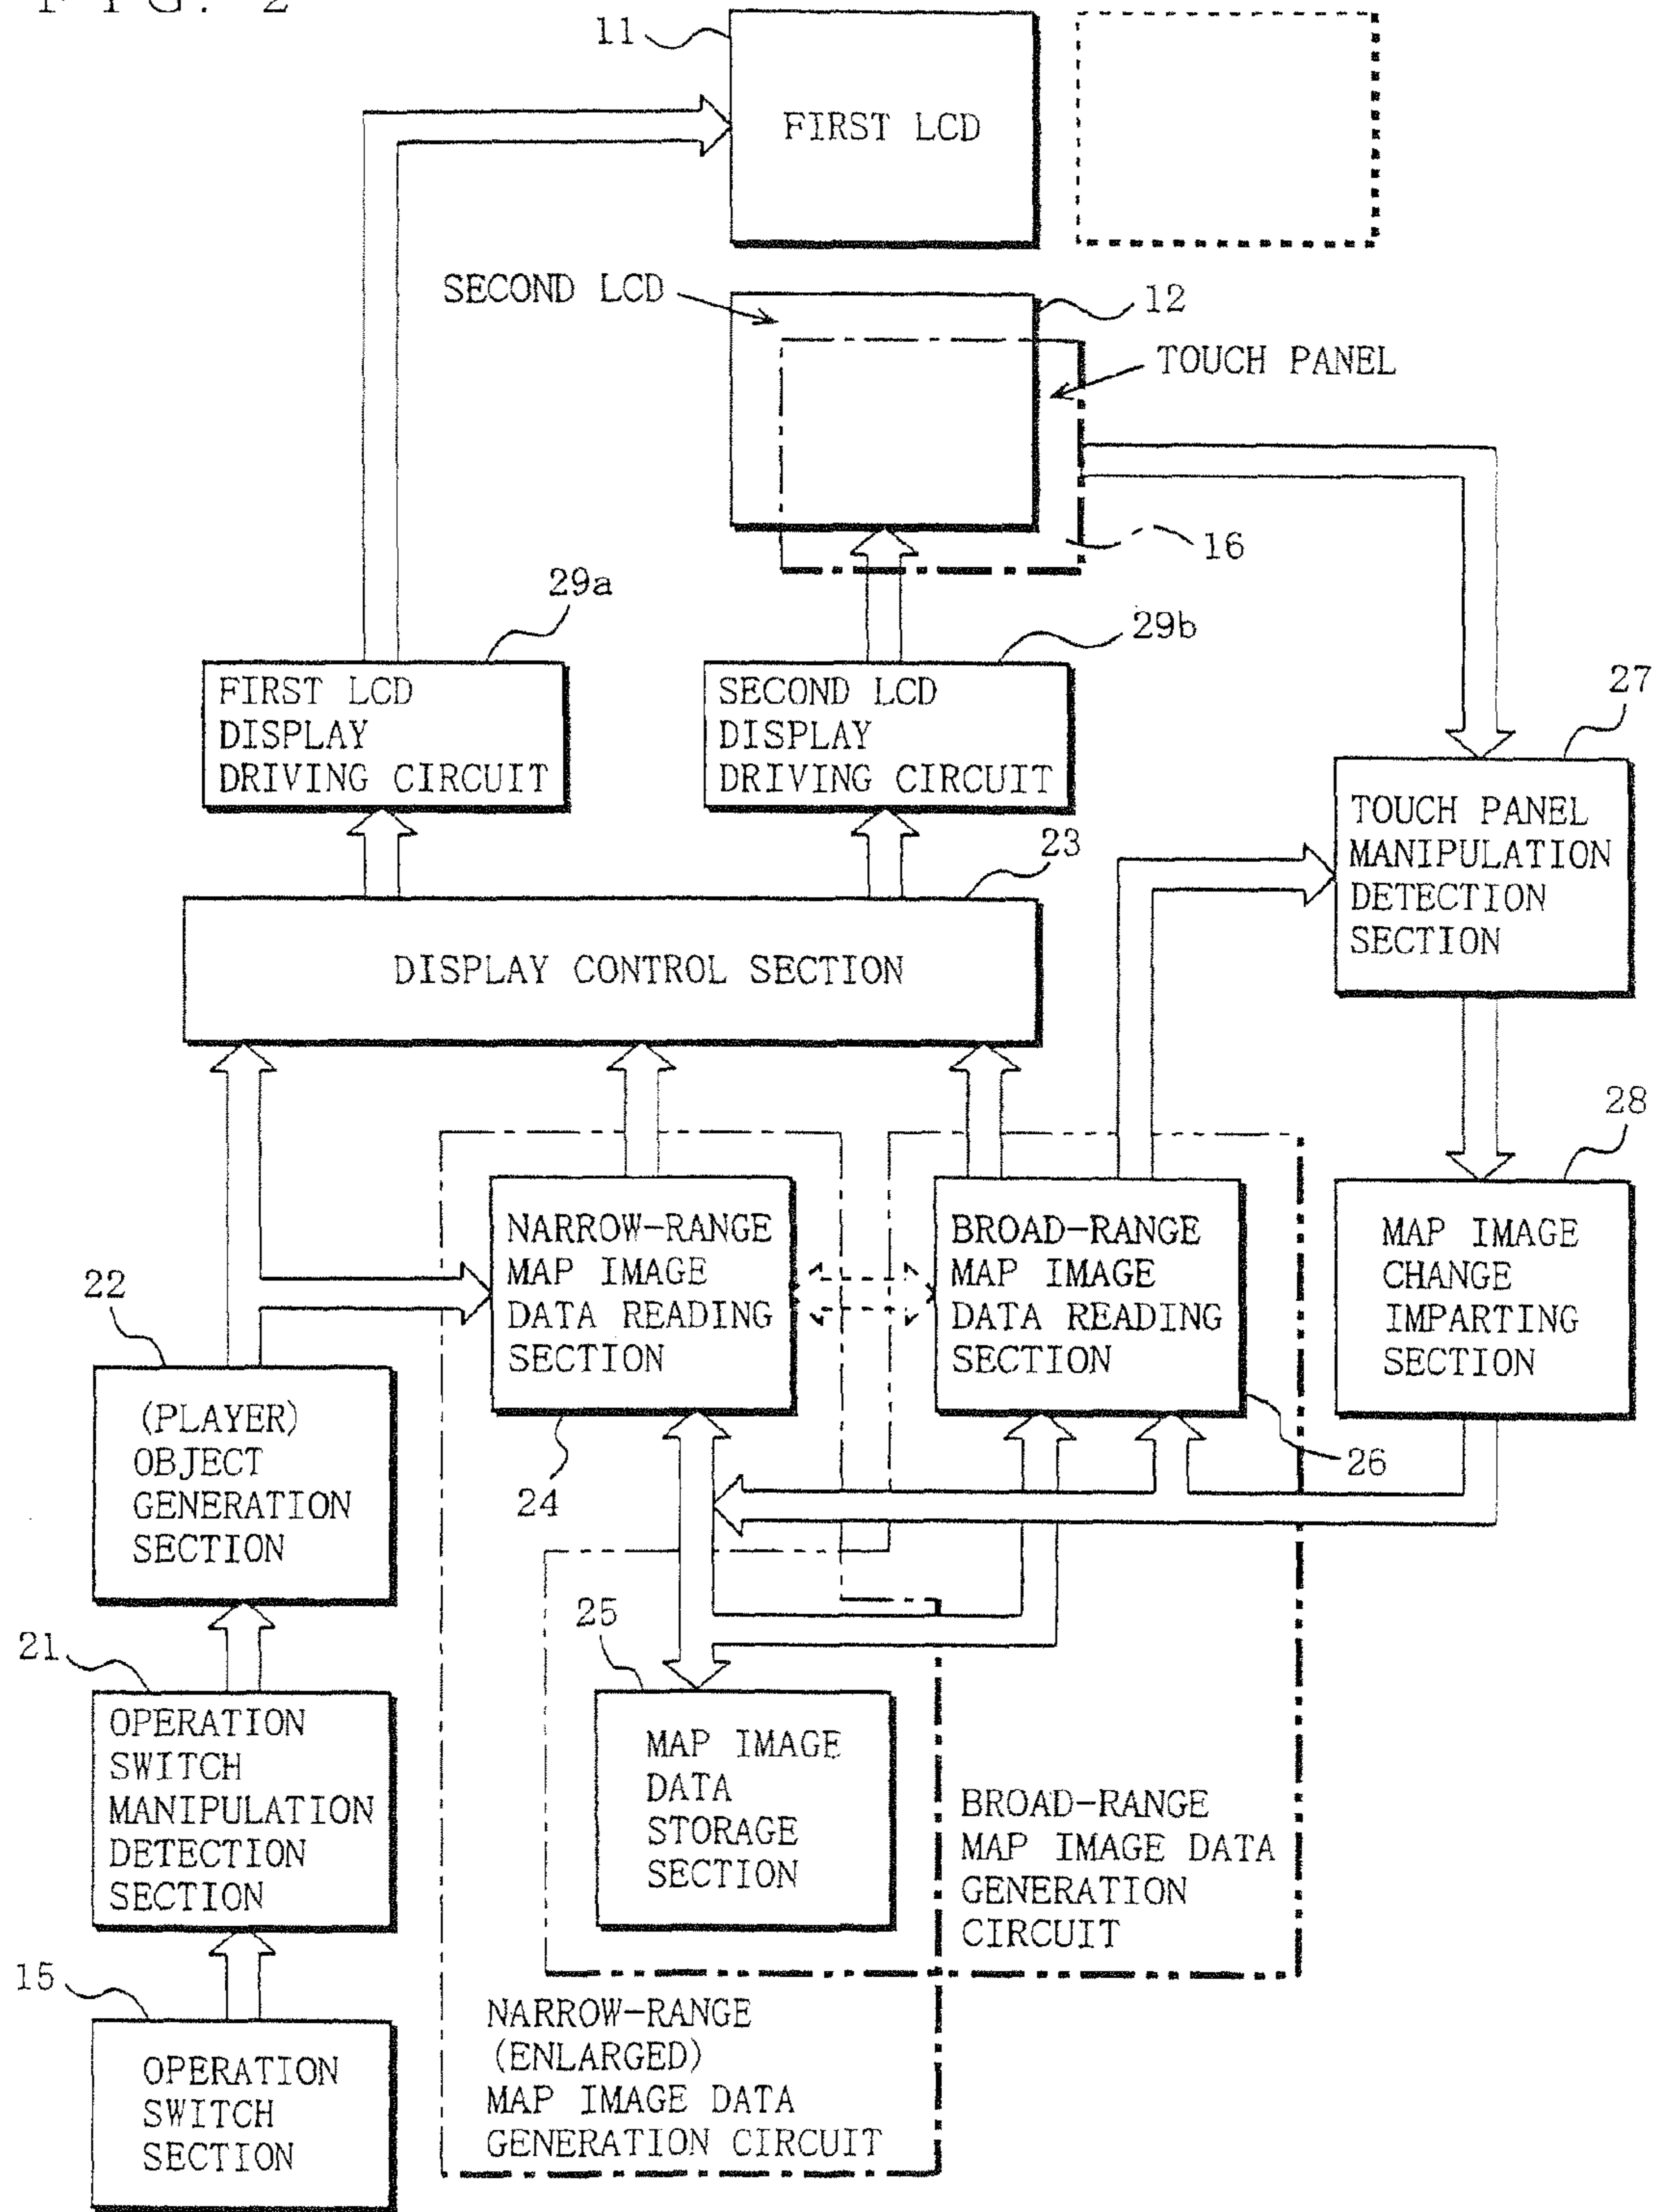 FIG. 2
11
FIRST LCD
SECOND LCD
12
TOUCH PANEL
16
29a
29b
FIRST LCD
DISPLAY
DRIVING CIRCUIT
SECOND LCD
DISPLAY
DRIVING CIRCUIT
27
TOUCH PANEL
MANIPULATION
DETECTION
SECTION
23
DISPLAY CONTROL SECTION
28
MAP IMAGE
CHANGE
IMPARTING
SECTION
NARROW-RANGE
MAP IMAGE
DATA READING
SECTION
24
BROAD-RANGE
MAP IMAGE
DATA READING
SECTION
26
22
(PLAYER)
OBJECT
GENERATION
SECTION
21
OPERATION
SWITCH
MANIPULATION
DETECTION
SECTION
25
MAP IMAGE
DATA
STORAGE
SECTION
BROAD-RANGE
MAP IMAGE DATA
GENERATION
CIRCUIT
15
OPERATION
SWITCH
SECTION
NARROW-RANGE
(ENLARGED)
MAP IMAGE DATA
GENERATION CIRCUIT